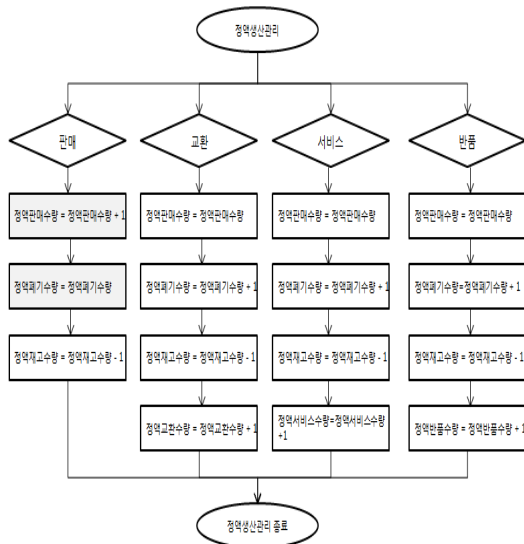 정액생산관리
판매
교환
서비스
반품
정액판매수량 = 정액판매수량 + 1
정액판매수량 = 정액판매수량
정액판매수량 = 정액판매수량
정액판매수량 = 정액판매수량
정액폐기수량 = 정액폐기수량
정액폐기수량 = 정액폐기수량 + 1
정액폐기수량 = 정액폐기수량 + 1
정액폐기수량=정액폐기수량 + 1
정액재고수량 = 정액재고수량 - 1
정액재고수량 = 정액재고수량 - 1
정액재고수량 = 정액재고수량 - 1
정액재고수량 = 정액재고수량 - 1
정액교환수량 = 정액교환수량 + 1
정액서비스수량=정액서비스수량
+1
정액반품수량 = 정액반품수량 + 1
정액생산관리 종료